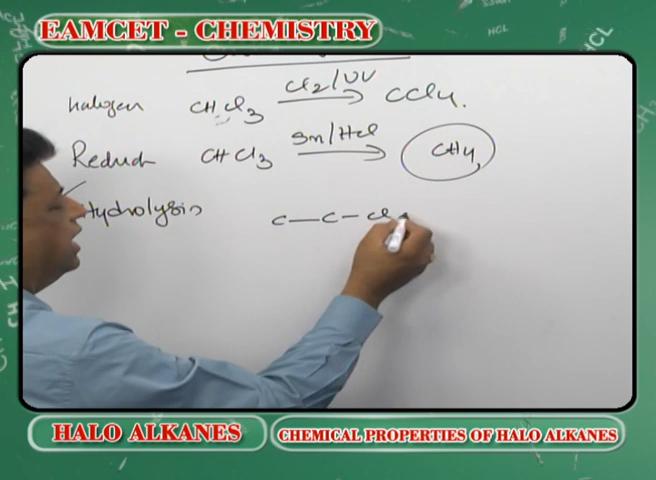 EAMCET - CHEMISTRY
halogen CHCl3 Cl2/UV CCl4.
Reduct CHCl3 Sn/HCl CH4,
Hydrolysis C — C - Cl
HALO ALKANES
CHEMICAL PROPERTIES OF HALO ALKANES